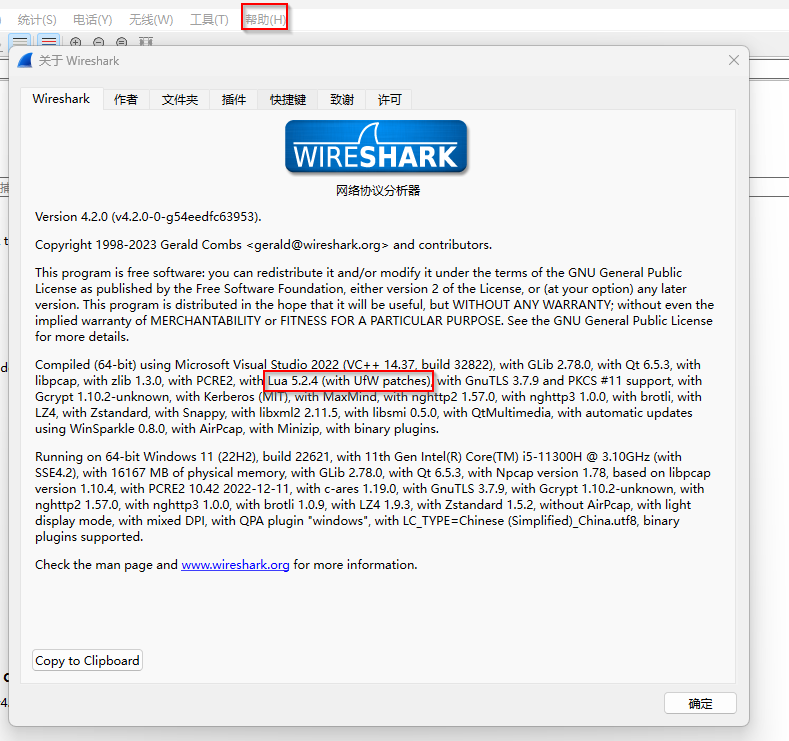 统计(S) 电话(Y) 无线(W) 工具(T) 帮助(H)
关于 Wireshark
Wireshark 作者 文件夹 插件 快捷键 致谢 许可
WIRESHARK
网络协议分析器
Version 4.2.0 (v4.2.0-0-g54eedfc63953).
Copyright 1998-2023 Gerald Combs <gerald@wireshark.org> and contributors.
This program is free software: you can redistribute it and/or modify it under the terms of the GNU General Public
License as published by the Free Software Foundation, either version 2 of the License, or (at your option) any later
version. This program is distributed in the hope that it will be useful, but WITHOUT ANY WARRANTY; without even the
implied warranty of MERCHANTABILITY or FITNESS FOR A PARTICULAR PURPOSE. See the GNU General Public License
for more details.
Compiled (64-bit) using Microsoft Visual Studio 2022 (VC++ 14.37, build 32822), with GLib 2.78.0, with Qt 6.5.3, with
libpcap, with zlib 1.3.0, with PCRE2, with Lua 5.2.4 (with UfW patches), with GnuTLS 3.7.9 and PKCS #11 support, with
Gcrypt 1.10.2-unknown, with Kerberos (MIT), with MaxMind, with nghttp2 1.57.0, with nghttp3 1.0.0, with brotli, with
LZ4, with Zstandard, with Snappy, with libxml2 2.11.5, with libsmi 0.5.0, with QtMultimedia, with automatic updates
using WinSparkle 0.8.0, with AirPcap, with Minizip, with binary plugins.
Running on 64-bit Windows 11 (22H2), build 22621, with 11th Gen Intel(R) Core(TM) i5-11300H @ 3.10GHz (with
SSE4.2), with 16167 MB of physical memory, with GLib 2.78.0, with Qt 6.5.3, with Npcap version 1.78, based on libpcap
version 1.10.4, with PCRE2 10.42 2022-12-11, with c-ares 1.19.0, with GnuTLS 3.7.9, with Gcrypt 1.10.2-unknown, with
nghttp2 1.57.0, with nghttp3 1.0.0, with brotli 1.0.9, with LZ4 1.9.3, with Zstandard 1.5.2, without AirPcap, with light
display mode, with mixed DPI, with QPA plugin "windows", with LC_TYPE=Chinese (Simplified)_China.utf8, binary
plugins supported.
Check the man page and www.wireshark.org for more information.
Copy to Clipboard
确定